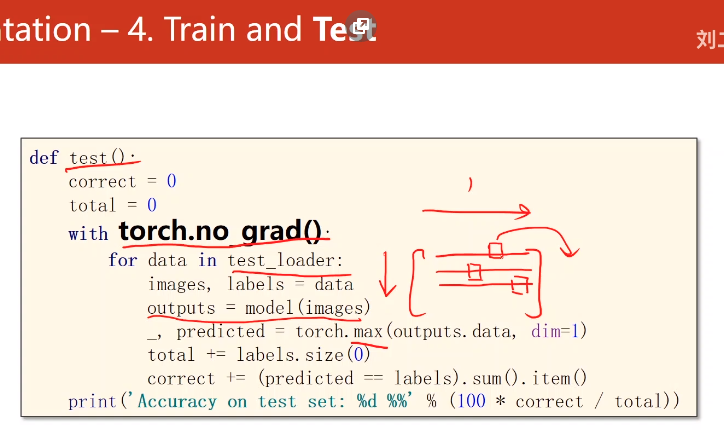 tation – 4. Train and Test
刘二
def test():
    correct = 0
    total = 0
    with torch.no_grad():
        for data in test_loader:
            images, labels = data
            outputs = model(images)
            _, predicted = torch.max(outputs.data, dim=1)
            total += labels.size(0)
            correct += (predicted == labels).sum().item()
    print('Accuracy on test set: %d %%' % (100 * correct / total))